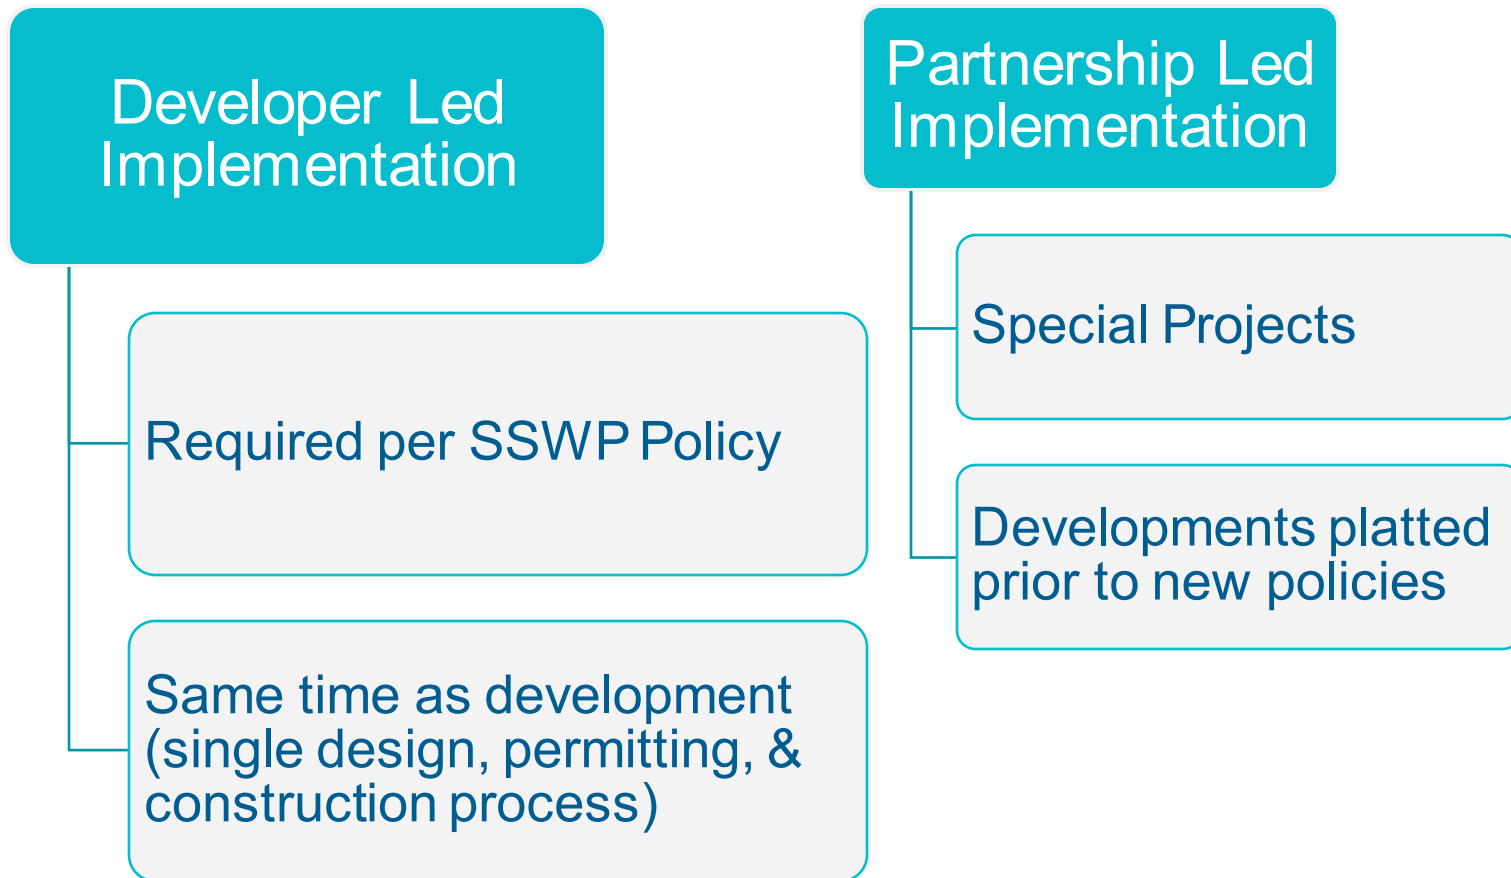 Developer Led
Implementation
Required per SSWP Policy
Same time as development
(single design, permitting, &
construction process)
Partnership Led
Implementation
Special Projects
Developments platted
prior to new policies